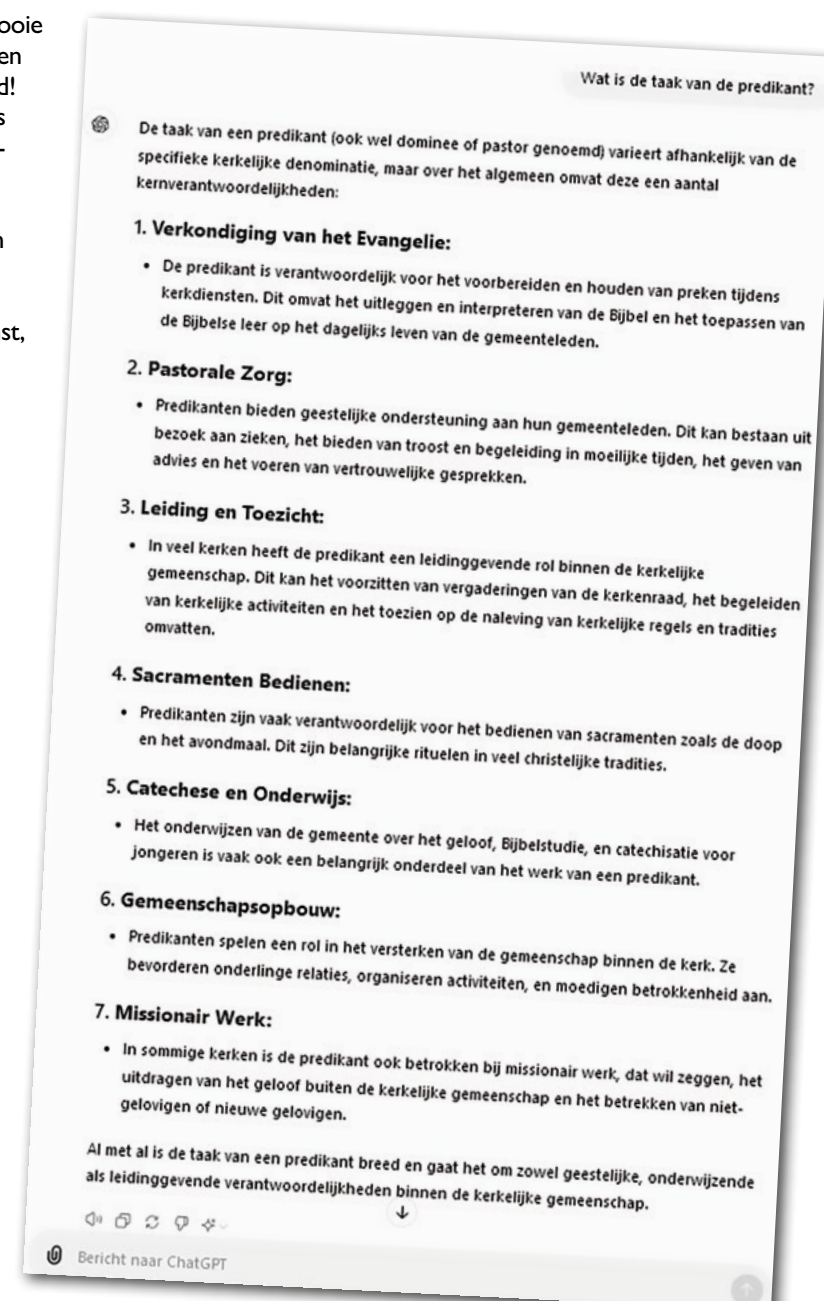 ooie
en
d!
s
-
n
st,
Wat is de taak van de predikant?
De taak van een predikant (ook wel dominee of pastor genoemd) varieert afhankelijk van de
specifieke kerkelijke denominatie, maar over het algemeen omvat deze een aantal
kernverantwoordelijkheden:
1. Verkondiging van het Evangelie:
• De predikant is verantwoordelijk voor het voorbereiden en houden van preken tijdens
kerkdiensten. Dit omvat het uitleggen en interpreteren van de Bijbel en het toepassen van
de Bijbelse leer op het dagelijks leven van de gemeenteleden.
2. Pastorale Zorg:
• Predikanten bieden geestelijke ondersteuning aan hun gemeenteleden. Dit kan bestaan uit
bezoek aan zieken, het bieden van troost en begeleiding in moeilijke tijden, het geven van
advies en het voeren van vertrouwelijke gesprekken.
3. Leiding en Toezicht:
• In veel kerken heeft de predikant een leidinggevende rol binnen de kerkelijke
gemeenschap. Dit kan het voorzitten van vergaderingen van de kerkenraad, het begeleiden
van kerkelijke activiteiten en het toezien op de naleving van kerkelijke regels en tradities
omvatten.
4. Sacramenten Bedienen:
• Predikanten zijn vaak verantwoordelijk voor het bedienen van sacramenten zoals de doop
en het avondmaal. Dit zijn belangrijke rituelen in veel christelijke tradities.
5. Catechese en Onderwijs:
• Het onderwijzen van de gemeente over het geloof, Bijbelstudie, en catechisatie voor
jongeren is vaak ook een belangrijk onderdeel van het werk van een predikant.
6. Gemeenschapsopbouw:
• Predikanten spelen een rol in het versterken van de gemeenschap binnen de kerk. Ze
bevorderen onderlinge relaties, organiseren activiteiten, en moedigen betrokkenheid aan.
7. Missionair Werk:
• In sommige kerken is de predikant ook betrokken bij missionair werk, dat wil zeggen, het
uitdragen van het geloof buiten de kerkelijke gemeenschap en het betrekken van niet-
gelovigen of nieuwe gelovigen.
Al met al is de taak van een predikant breed en gaat het om zowel geestelijke, onderwijzende
als leidinggevende verantwoordelijkheden binnen de kerkelijke gemeenschap.
Bericht naar ChatGPT